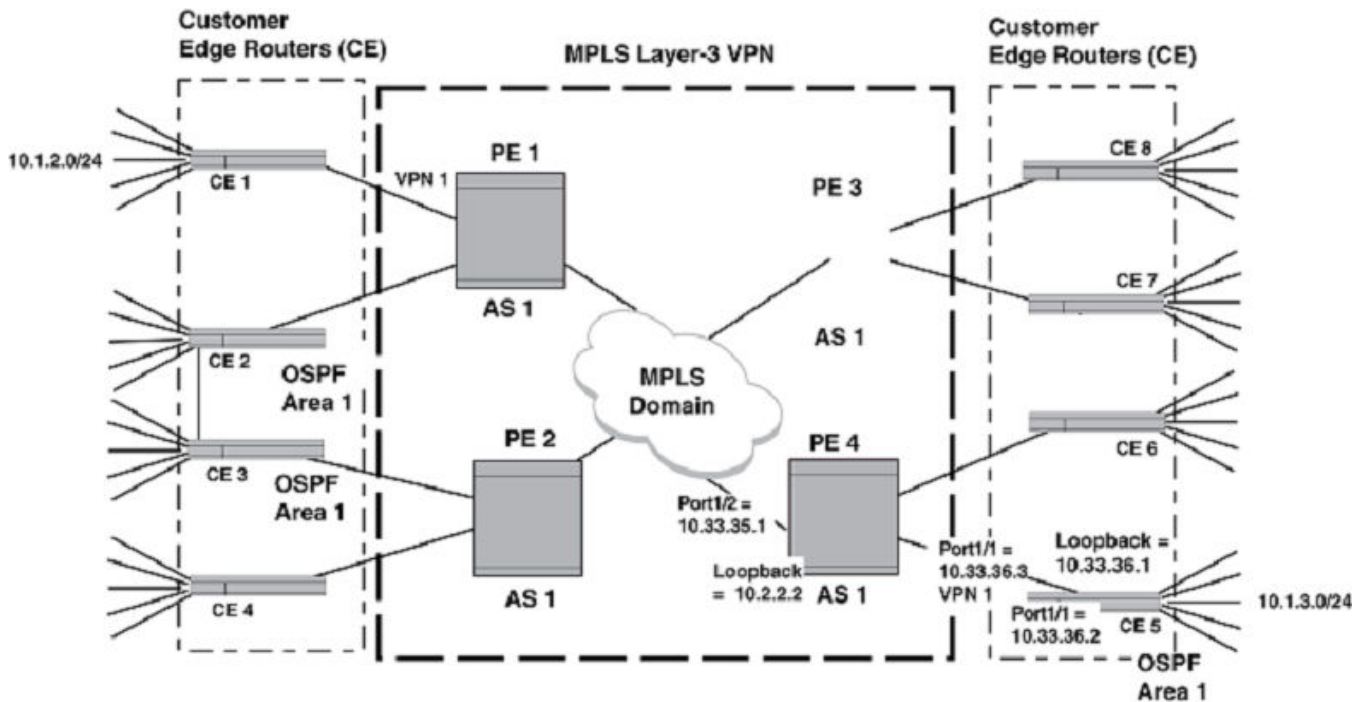 Customer
Edge Routers (CE)
MPLS Layer-3 VPN
Customer
Edge Routers (CE)
10.1.2.0/24
CE 1
VPN 1
PE 1
AS 1
PE 3
AS 1
CE 8
CE 7
CE 2
OSPF
Area 1
MPLS
Domain
CE 3
OSPF
Area 1
PE 2
AS 1
PE 4
CE 6
Port1/2 =
10.33.35.1
Loopback
= 10.2.2.2
AS 1
Port1/1 =
10.33.36.3
VPN 1
Loopback =
10.33.36.1
Port1/1 =
10.33.36.2
CE 5
10.1.3.0/24
OSPF
Area 1
CE 4